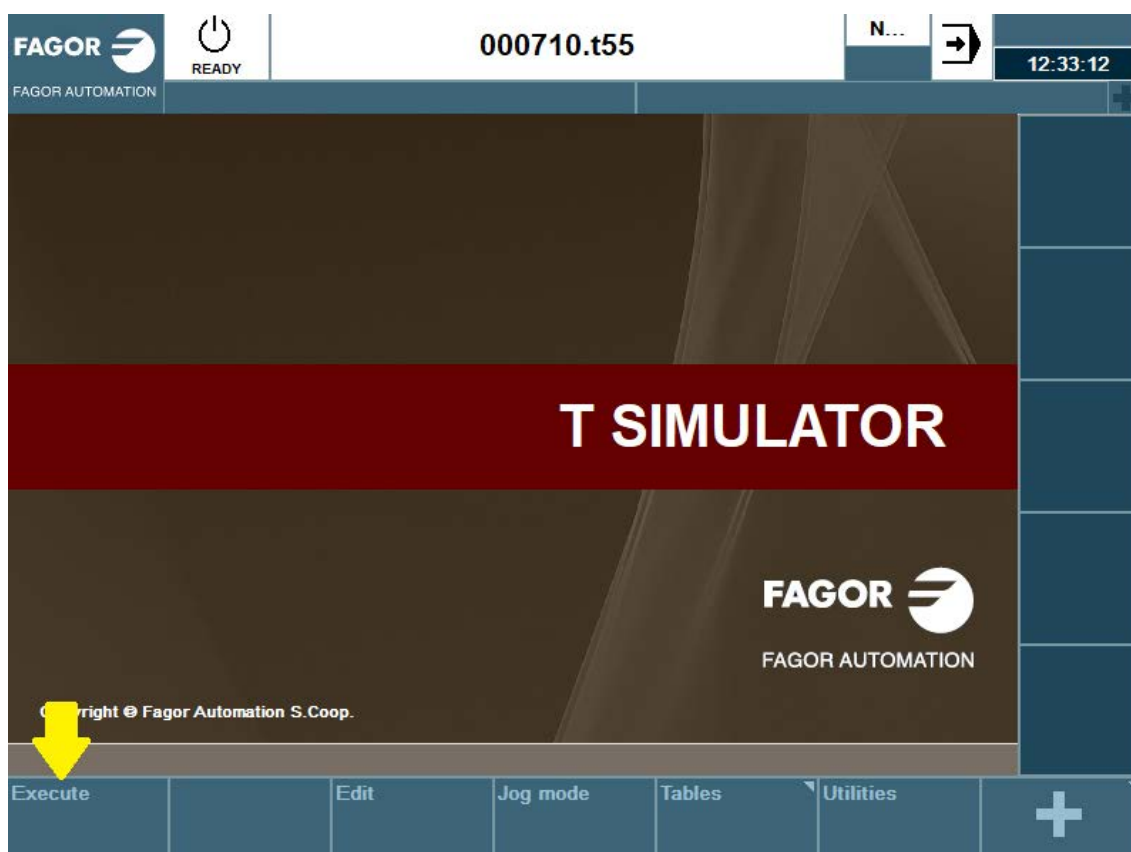 FAGOR
READY
000710.t55
N...
12:33:12
FAGOR AUTOMATION
T SIMULATOR
FAGOR
FAGOR AUTOMATION
Fagor Automation S.Coop.
Execute
Edit
Jog mode
Tables
Utilities